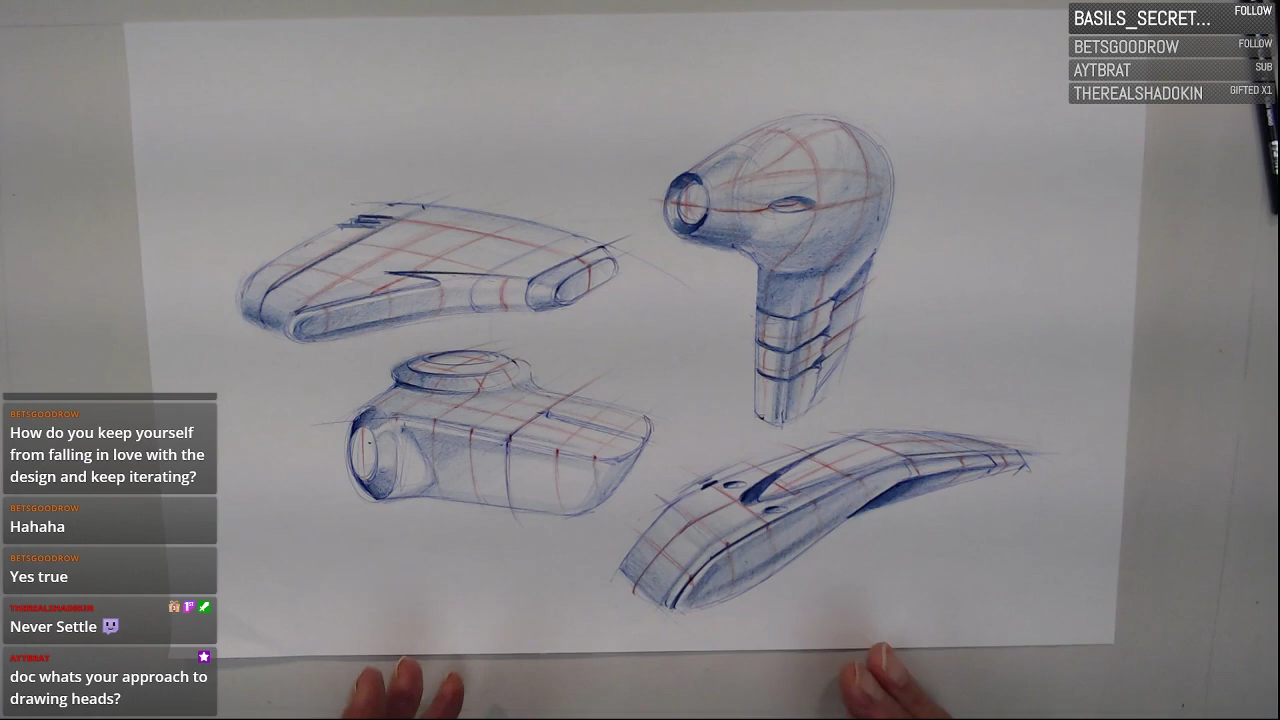 BASILS_SECRET...
FOLLOW
BETSGOODROW
FOLLOW
AYTBRAT
SUB
THEREALSHADOKIN
GIFTED X1
BETSGOODROW
How do you keep yourself
from falling in love with the
design and keep iterating?
BETSGOODROW
Hahaha
BETSGOODROW
Yes true
THEREALSHADOKIN
Never Settle
AYTBRAT
doc whats your approach to
drawing heads?